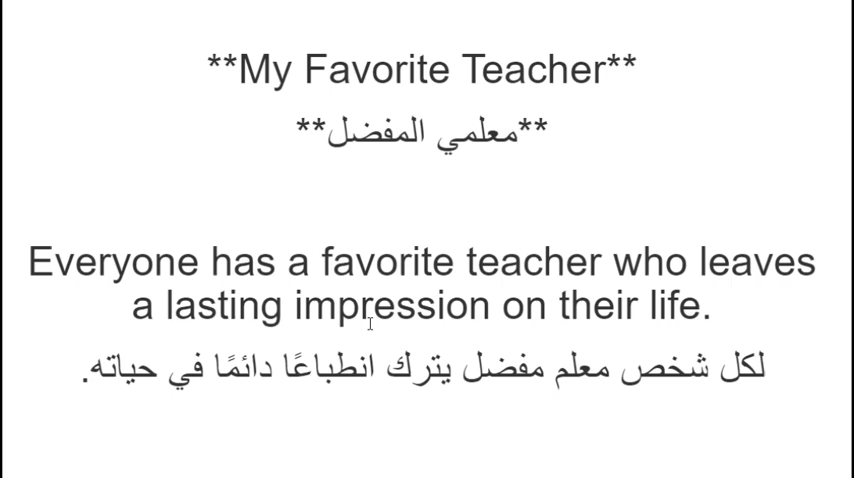 **My Favorite Teacher**
**معلمي المفضل**
Everyone has a favorite teacher who leaves
a lasting impression on their life.
لكل شخص معلم مفضل يترك انطباعًا دائمًا في حياته.